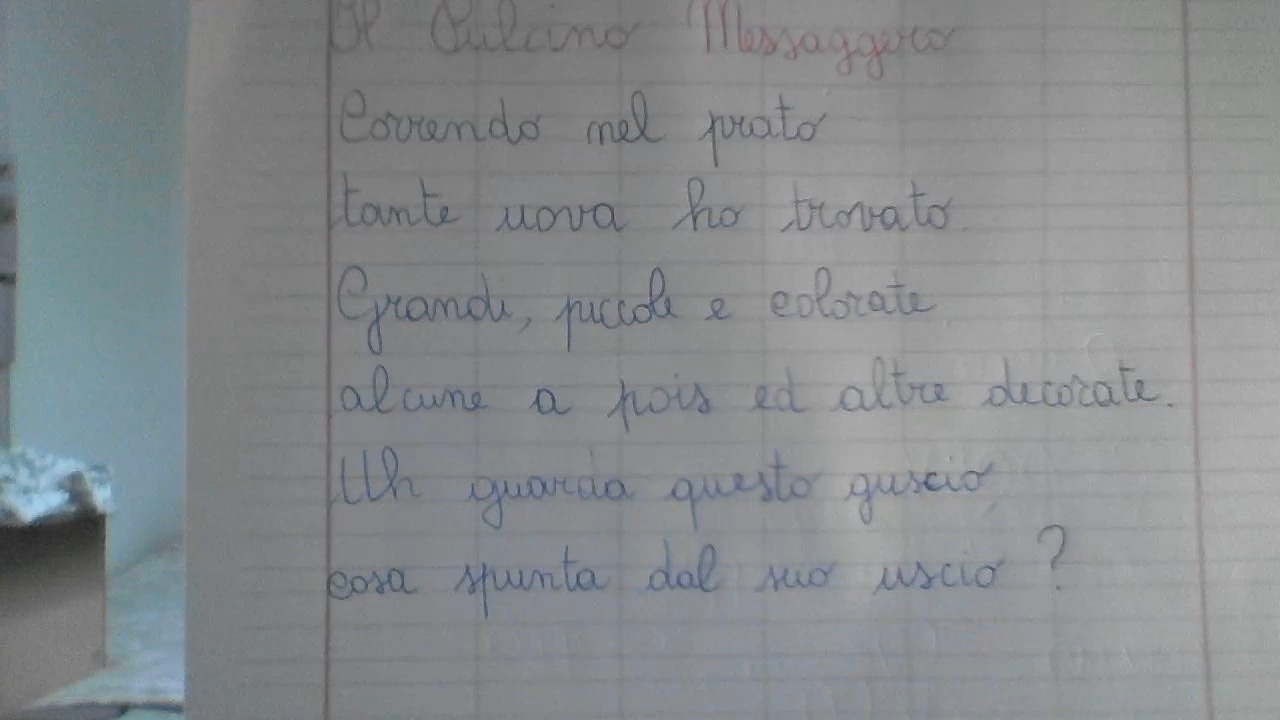 Il Pulcino Messaggero
Correndo nel prato
tante uova ho trovato.
Grandi, piccole e colorate
alcune a pois ed altre decorate.
Uh guarda questo guscio,
cosa spunta dal suo uscio ?